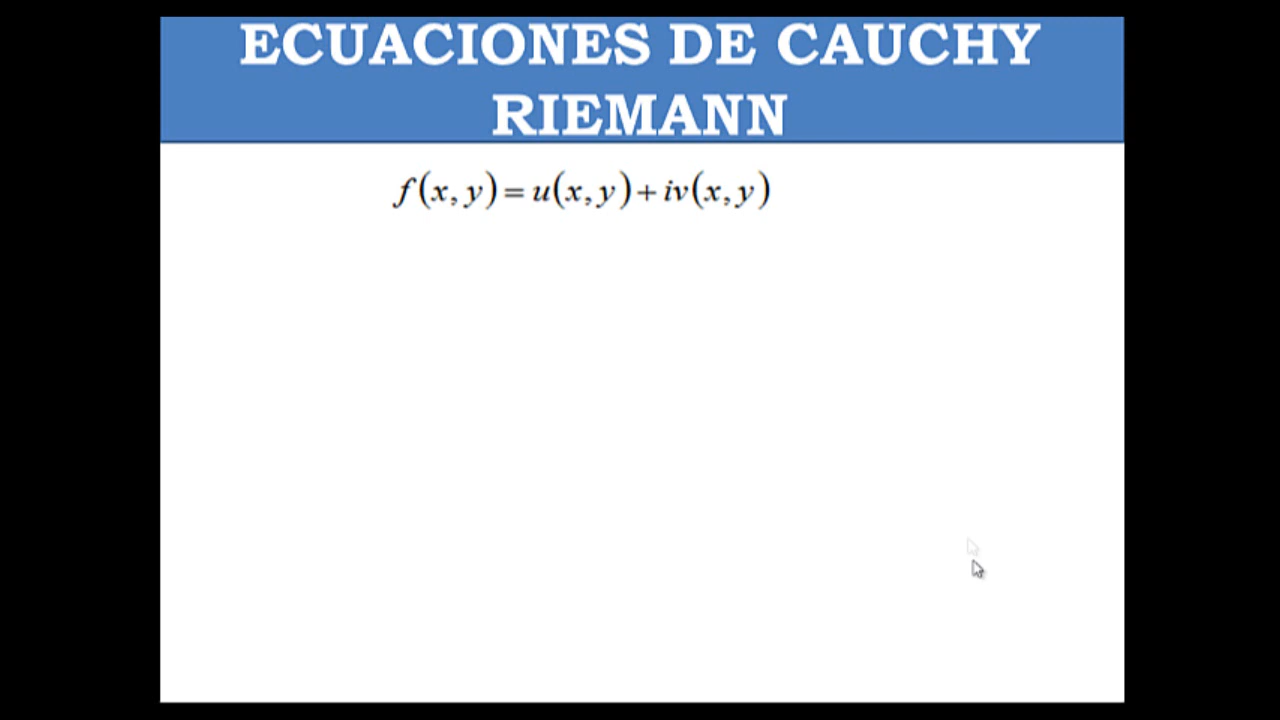 ECUACIONES DE CAUCHY
RIEMANN
f(x, y) = u(x, y) + iv(x, y)